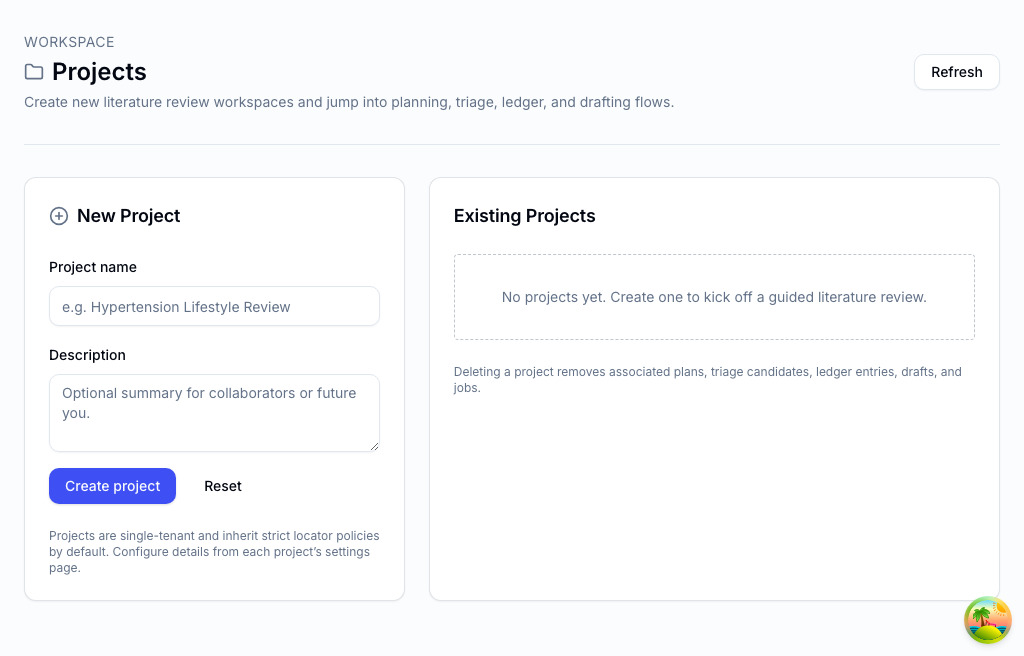 WORKSPACE
Projects
Create new literature review workspaces and jump into planning, triage, ledger, and drafting flows.
Refresh
New Project
Project name
e.g. Hypertension Lifestyle Review
Description
Optional summary for collaborators or future
you.
Create project
Reset
Projects are single-tenant and inherit strict locator policies
by default. Configure details from each project’s settings
page.
Existing Projects
No projects yet. Create one to kick off a guided literature review.
Deleting a project removes associated plans, triage candidates, ledger entries, drafts, and
jobs.